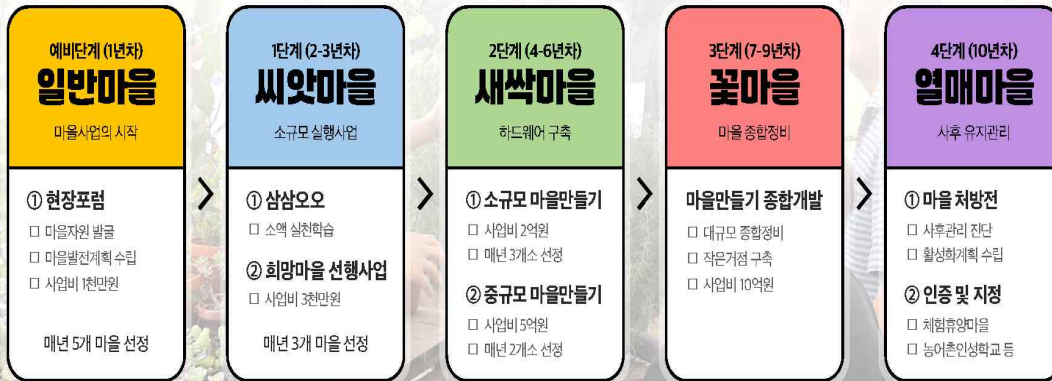 예비단계 (1년차)
일반마을
마을사업의 시작
① 현장포럼
□ 마을자원 발굴
□ 마을발전계획 수립
□ 사업비 1천만원
매년 5개 마을 선정
1단계 (2-3년차)
씨앗마을
소규모 실행사업
① 삼삼오오
□ 소액 실천학습
② 희망마을 선행사업
□ 사업비 3천만원
매년 3개 마을 선정
2단계 (4-6년차)
새싹마을
하드웨어 구축
① 소규모 마을만들기
□ 사업비 2억원
□ 매년 3개소 선정
② 중규모 마을만들기
□ 사업비 5억원
□ 매년 2개소 선정
3단계 (7-9년차)
꽃마을
마을 종합정비
마을만들기 종합개발
□ 대규모 종합정비
□ 작은거점 구축
□ 사업비 10억원
4단계 (10년차)
열매마을
사후 유지관리
① 마을 처방전
□ 사후관리 진단
□ 활성화계획 수립
② 인증 및 지정
□ 체험휴양마을
□ 농어촌인성학교 등